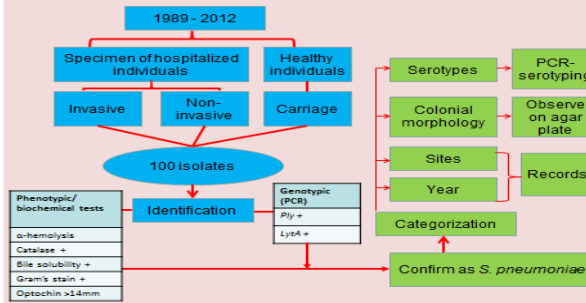 1989 - 2012
Specimen of hospitalized
individuals
Healthy
individuals
Invasive
Non-
invasive
Carriage
100 isolates
Identification
Phenotypic/
biochemical tests
α-hemolysis
Catalase +
Bile solubility +
Gram's stain +
Optochin >14mm
Genotypic
(PCR)
Ply +
LytA +
Serotypes
PCR-
serotyping
Colonial
morphology
Observe
on agar
plate
Sites
Year
Records
Categorization
Confirm as S. pneumoniae